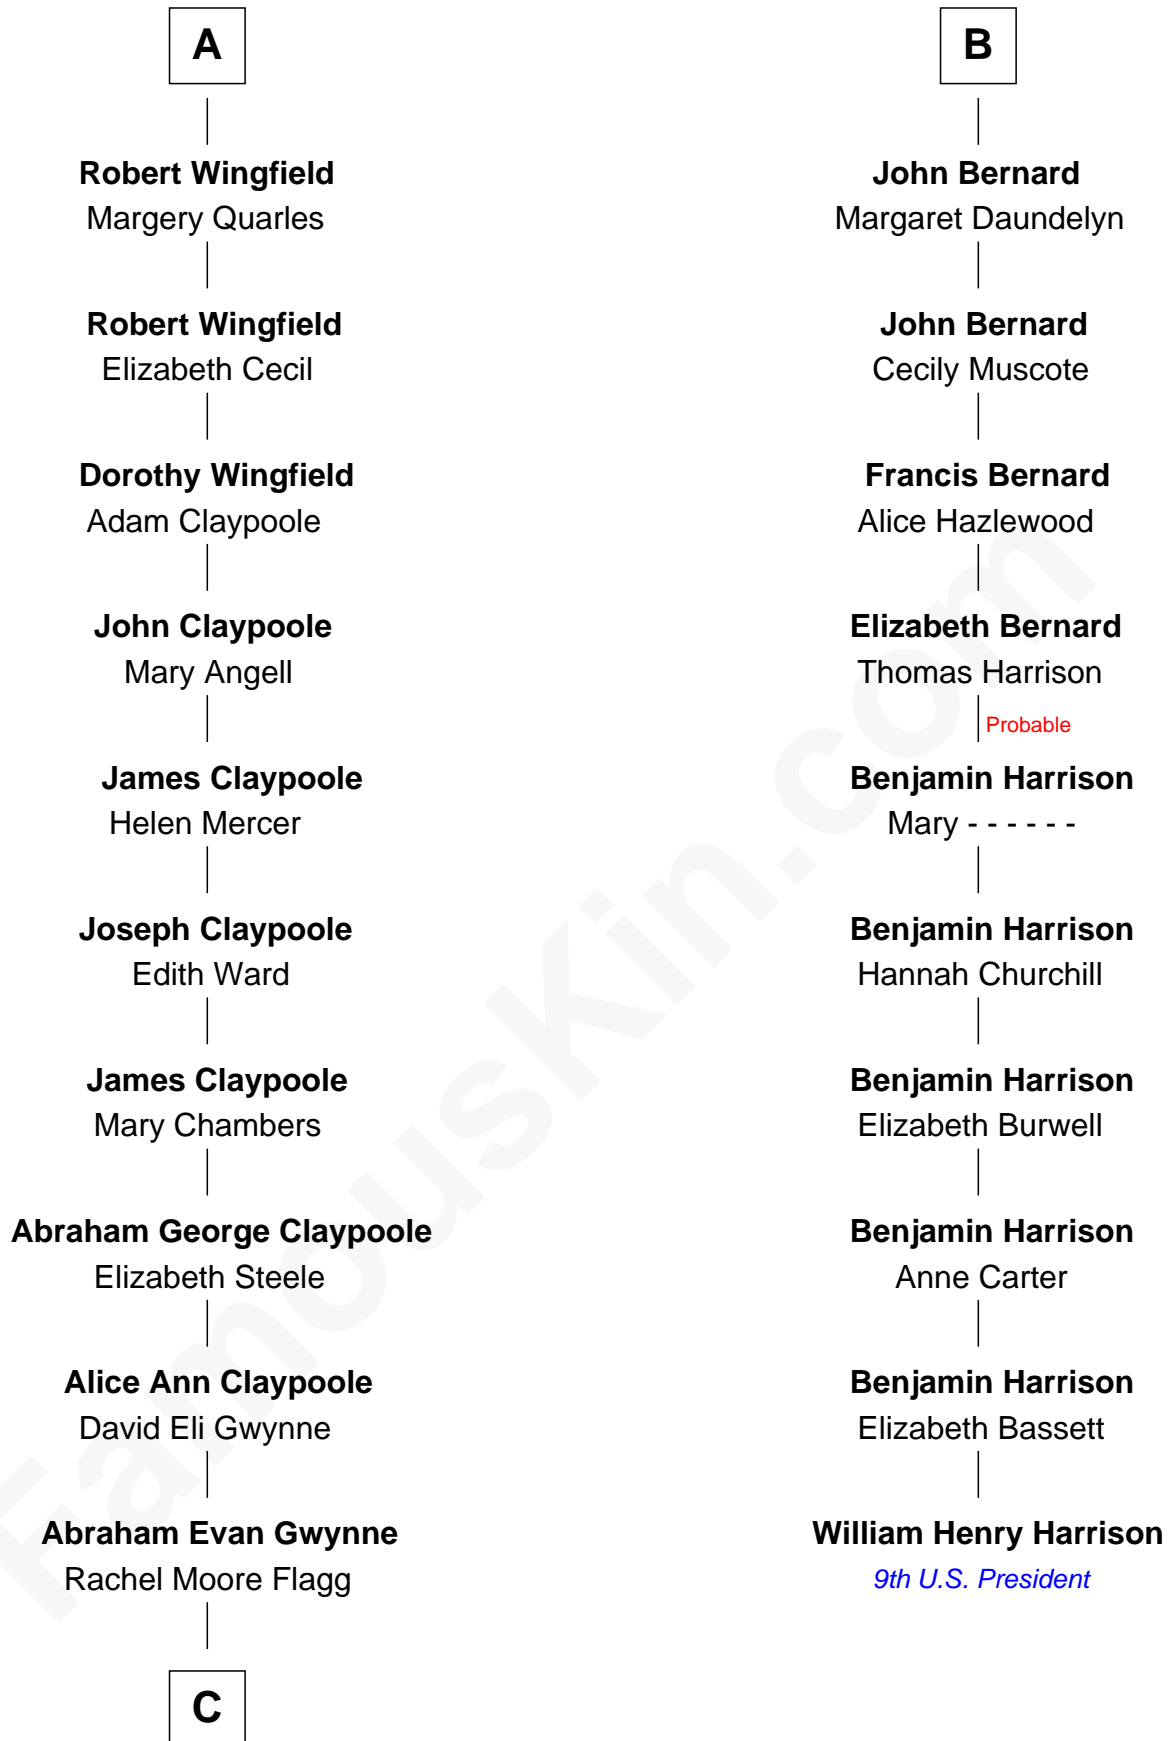 A
Robert Wingfield
Margery Quarles
Robert Wingfield
Elizabeth Cecil
Dorothy Wingfield
Adam Claypoole
John Claypoole
Mary Angell
James Claypoole
Helen Mercer
Joseph Claypoole
Edith Ward
James Claypoole
Mary Chambers
Abraham George Claypoole
Elizabeth Steele
Alice Ann Claypoole
David Eli Gwynne
Abraham Evan Gwynne
Rachel Moore Flagg
C
B
John Bernard
Margaret Daundelyn
John Bernard
Cecily Muscote
Francis Bernard
Alice Hazlewood
Elizabeth Bernard
Thomas Harrison
Probable
Benjamin Harrison
Mary - - - - - -
Benjamin Harrison
Hannah Churchill
Benjamin Harrison
Elizabeth Burwell
Benjamin Harrison
Anne Carter
Benjamin Harrison
Elizabeth Bassett
William Henry Harrison
9th U.S. President
FamousKin.com